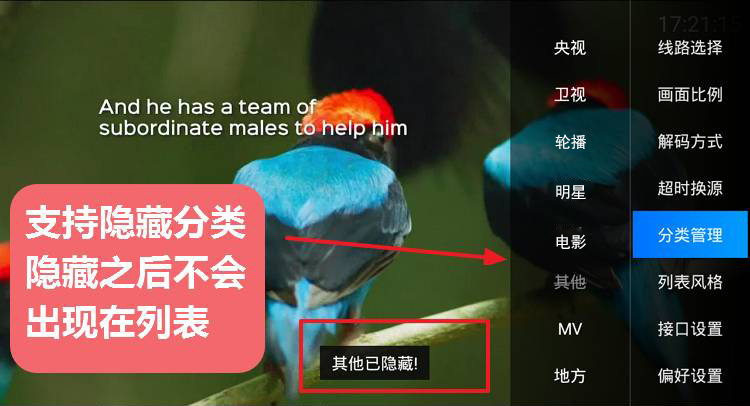 17:21:15
And he has a team of
subordinate males to help him
支持隐藏分类
隐藏之后不会
出现在列表
其他已隐藏!
央视
卫视
轮播
明星
电影
其他
MV
地方
线路选择
画面比例
解码方式
超时换源
分类管理
列表风格
接口设置
偏好设置